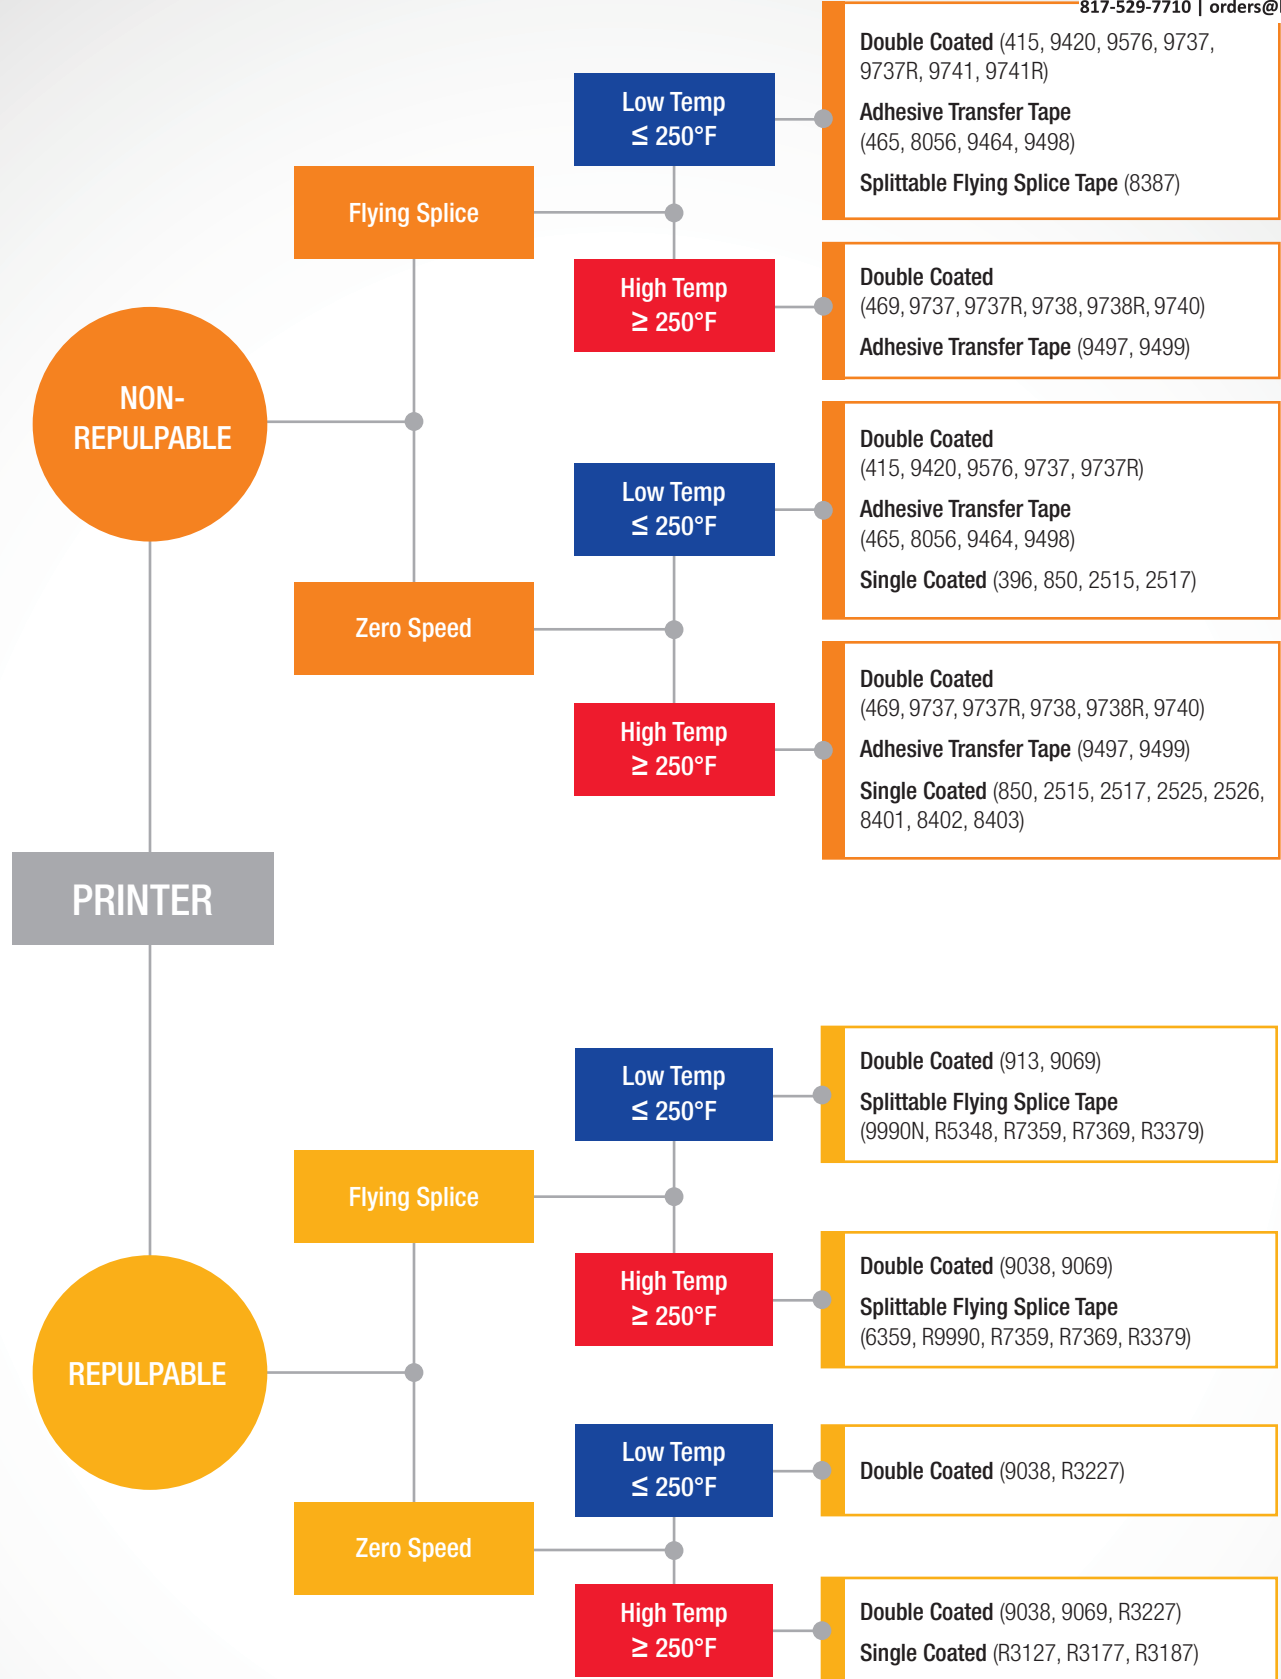 817-529-7710 | orders@
Double Coated (415, 9420, 9576, 9737,
9737R, 9741, 9741R)
Low Temp
≤ 250°F
Adhesive Transfer Tape
(465, 8056, 9464, 9498)
Splittable Flying Splice Tape (8387)
Flying Splice
High Temp
≥ 250°F
Double Coated
(469, 9737, 9737R, 9738, 9738R, 9740)
Adhesive Transfer Tape (9497, 9499)
NON-
REPULPABLE
Low Temp
≤ 250°F
Double Coated
(415, 9420, 9576, 9737, 9737R)
Adhesive Transfer Tape
(465, 8056, 9464, 9498)
Single Coated (396, 850, 2515, 2517)
Zero Speed
High Temp
≥ 250°F
Double Coated
(469, 9737, 9737R, 9738, 9738R, 9740)
Adhesive Transfer Tape (9497, 9499)
Single Coated (850, 2515, 2517, 2525, 2526,
8401, 8402, 8403)
PRINTER
Low Temp
≤ 250°F
Double Coated (913, 9069)
Splittable Flying Splice Tape
(9990N, R5348, R7359, R7369, R3379)
Flying Splice
High Temp
≥ 250°F
Double Coated (9038, 9069)
Splittable Flying Splice Tape
(6359, R9990, R7359, R7369, R3379)
REPULPABLE
Low Temp
≤ 250°F
Double Coated (9038, R3227)
Zero Speed
High Temp
≥ 250°F
Double Coated (9038, 9069, R3227)
Single Coated (R3127, R3177, R3187)